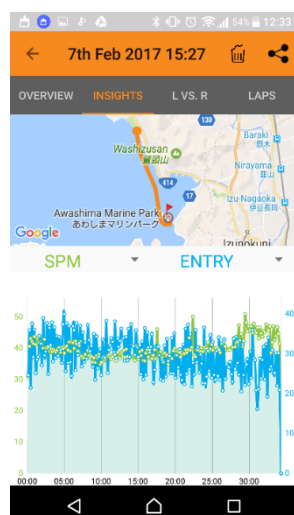 54% 12:33
7th Feb 2017 15:27
OVERVIEW INSIGHTS L VS. R LAPS
139
Baraki
原木
Washizusan
鷲頭山
Nirayama
韮山
414
17
Izu-Nagaoka
伊豆長岡
Awashima Marine Park
あわしまマリンパーク
Google
Izunokuni
SPM ENTRY
50 40
40 30
30
20 20
10 10
0 0
00:00 05:00 10:00 15:00 20:00 25:00 30:00